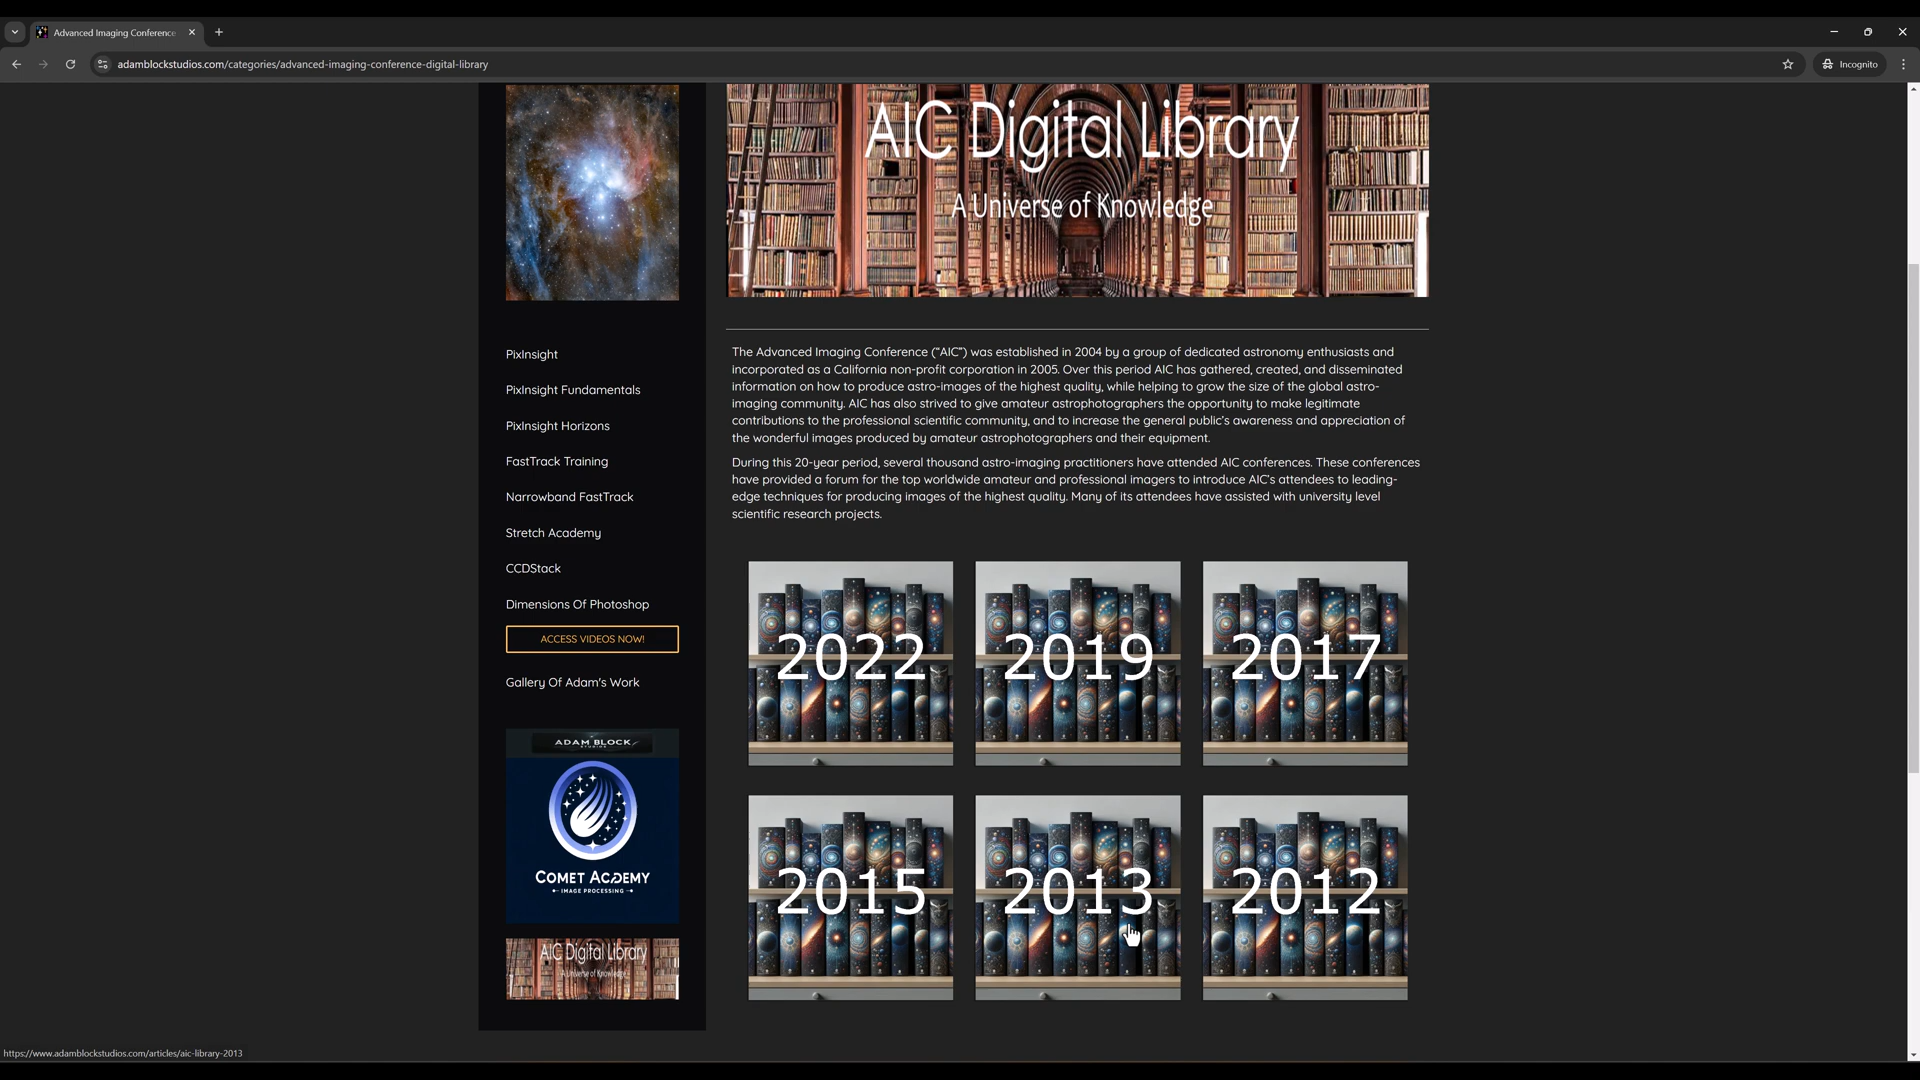 Advanced Imaging Conference
adamblockstudios.com/categories/advanced-imaging-conference-digital-library
Incognito
AIC Digital Library
A Universe of Knowledge
PixInsight
PixInsight Fundamentals
PixInsight Horizons
FastTrack Training
Narrowband FastTrack
Stretch Academy
CCDStack
Dimensions Of Photoshop
ACCESS VIDEOS NOW!
Gallery Of Adam's Work
ADAM BLOCK
STUDIOS
COMET ACADEMY
IMAGE PROCESSING
AIC Digital Library
A Universe of Knowledge
The Advanced Imaging Conference ("AIC") was established in 2004 by a group of dedicated astronomy enthusiasts and
incorporated as a California non-profit corporation in 2005. Over this period AIC has gathered, created, and disseminated
information on how to produce astro-images of the highest quality, while helping to grow the size of the global astro-
imaging community. AIC has also strived to give amateur astrophotographers the opportunity to make legitimate
contributions to the professional scientific community, and to increase the general public's awareness and appreciation of
the wonderful images produced by amateur astrophotographers and their equipment.
During this 20-year period, several thousand astro-imaging practitioners have attended AIC conferences. These conferences
have provided a forum for the top worldwide amateur and professional imagers to introduce AIC's attendees to leading-
edge techniques for producing images of the highest quality. Many of its attendees have assisted with university level
scientific research projects.
2022
2019
2017
2015
2013
2012
https://www.adamblockstudios.com/articles/aic-library-2013